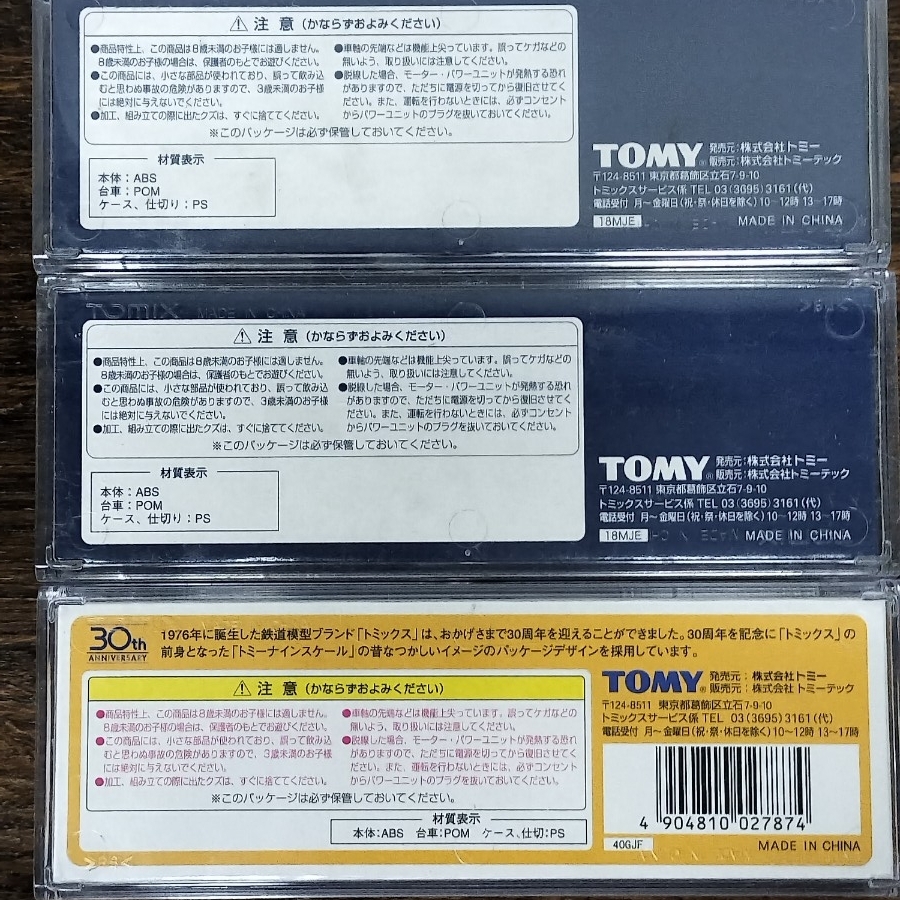 ⚠注意(かならずおよみください)
●商品特性上、この商品は8歳未満のお子様には適しません。
8歳未満のお子様の場合は、保護者のもとでお遊びください。
●この商品には、小さな部品が使われており、誤って飲み込
むと思わぬ事故の危険がありますので、3歳未満のお子様
には絶対に与えないでください。
●加工、組み立ての際に出たクズは、すぐに捨ててください。
●車軸の先端などは機能上尖っています。誤ってケガなどの
無いよう、取り扱いには注意してください。
●脱線した場合、モーター・パワーユニットが発熱する恐れ
がありますので、ただちに電源を切ってから復旧させてく
ださい。また、運転を行わないときには、必ずコンセント
からパワーユニットのプラグを抜いておいてください。
※このパッケージは必ず保管しておいてください。
材質表示
本体:ABS
台車:POM
ケース、仕切り:PS
TOMY® 発売元:株式会社トミー
販売元:株式会社トミーテック
〒124-8511 東京都葛飾区立石7-9-10
トミックスサービス係 TEL 03(3695)3161(代)
電話受付 月〜金曜日(祝・祭・休日を除く)10〜12時 13〜17時
18MJE MADE IN CHINA
TOMIX MADE IN CHINA
>PS<
⚠注意(かならずおよみください)
●商品特性上、この商品は8歳未満のお子様には適しません。
8歳未満のお子様の場合は、保護者のもとでお遊びください。
●この商品には、小さな部品が使われており、誤って飲み込
むと思わぬ事故の危険がありますので、3歳未満のお子様
には絶対に与えないでください。
●加工、組み立ての際に出たクズは、すぐに捨ててください。
●車軸の先端などは機能上尖っています。誤ってケガなどの
無いよう、取り扱いには注意してください。
●脱線した場合、モーター・パワーユニットが発熱する恐れ
がありますので、ただちに電源を切ってから復旧させてく
ださい。また、運転を行わないときには、必ずコンセント
からパワーユニットのプラグを抜いておいてください。
※このパッケージは必ず保管しておいてください。
材質表示
本体:ABS
台車:POM
ケース、仕切り:PS
TOMY® 発売元:株式会社トミー
販売元:株式会社トミーテック
〒124-8511 東京都葛飾区立石7-9-10
トミックスサービス係 TEL 03(3695)3161(代)
電話受付 月〜金曜日(祝・祭・休日を除く)10〜12時 13〜17時
18MJE MADE IN CHINA
30th
ANNIVERSARY
1976年に誕生した鉄道模型ブランド「トミックス」は、おかげさまで30周年を迎えることができました。30周年を記念に「トミックス」の
前身となった「トミーナインスケール」の昔なつかしいイメージのパッケージデザインを採用しています。
⚠注意(かならずおよみください)
●商品特性上、この商品は8歳未満のお子様には適しません。
8歳未満のお子様の場合は、保護者のもとでお遊びください。
●この商品には、小さな部品が使われており、誤って飲み込
むと思わぬ事故の危険がありますので、3歳未満のお子様
には絶対に与えないでください。
●加工、組み立ての際に出たクズは、すぐに捨ててください。
●車軸の先端などは機能上尖っています。誤ってケガなどの
無いよう、取り扱いには注意してください。
●脱線した場合、モーター・パワーユニットが発熱する恐れ
がありますので、ただちに電源を切ってから復旧させてく
ださい。また、運転を行わないときには、必ずコンセント
からパワーユニットのプラグを抜いておいてください。
※このパッケージは必ず保管しておいてください。
材質表示
本体:ABS 台車:POM ケース、仕切:PS
TOMY® 発売元:株式会社トミー
販売元:株式会社トミーテック
〒124-8511 東京都葛飾区立石7-9-10
トミックスサービス係 TEL 03(3695)3161(代)
電話受付 月〜金曜日(祝・祭・休日を除く)10〜12時 13〜17時
4 904810 027874
40GJF MADE IN CHINA
>PS<